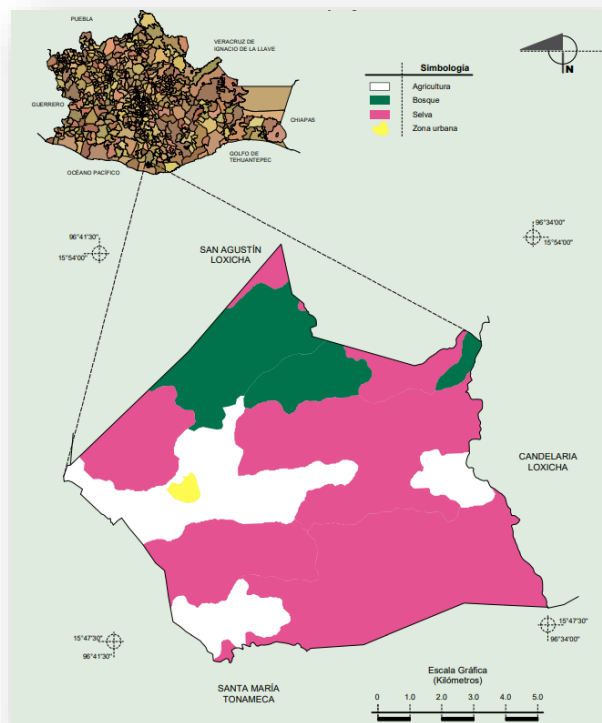 PUEBLA
VERACRUZ DE
IGNACIO DE LA LLAVE
GUERRERO
CHIAPAS
GOLFO DE
TEHUANTEPEC
OCÉANO PACÍFICO
N
Simbología
Agricultura
Bosque
Selva
Zona urbana
96°41'30"
15°54'00"
96°34'00"
15°54'00"
SAN AGUSTÍN
LOXICHA
CANDELARIA
LOXICHA
15°47'30"
96°41'30"
15°47'30"
96°34'00"
SANTA MARÍA
TONAMECA
Escala Gráfica
(Kilómetros)
0 1.0 2.0 3.0 4.0 5.0